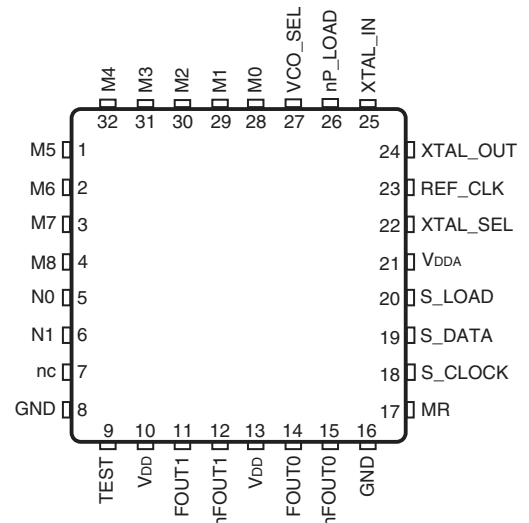 M4 M3 M2 M1 M0 VCO_SEL nP_LOAD XTAL_IN
32 31 30 29 28 27 26 25
M5 1 24 XTAL_OUT
M6 2 23 REF_CLK
M7 3 22 XTAL_SEL
M8 4 21 VDDA
N0 5 20 S_LOAD
N1 6 19 S_DATA
nc 7 18 S_CLOCK
GND 8 17 MR
9 10 11 12 13 14 15 16
TEST VDD FOUT1 nFOUT1 VDD FOUT0 nFOUT0 GND